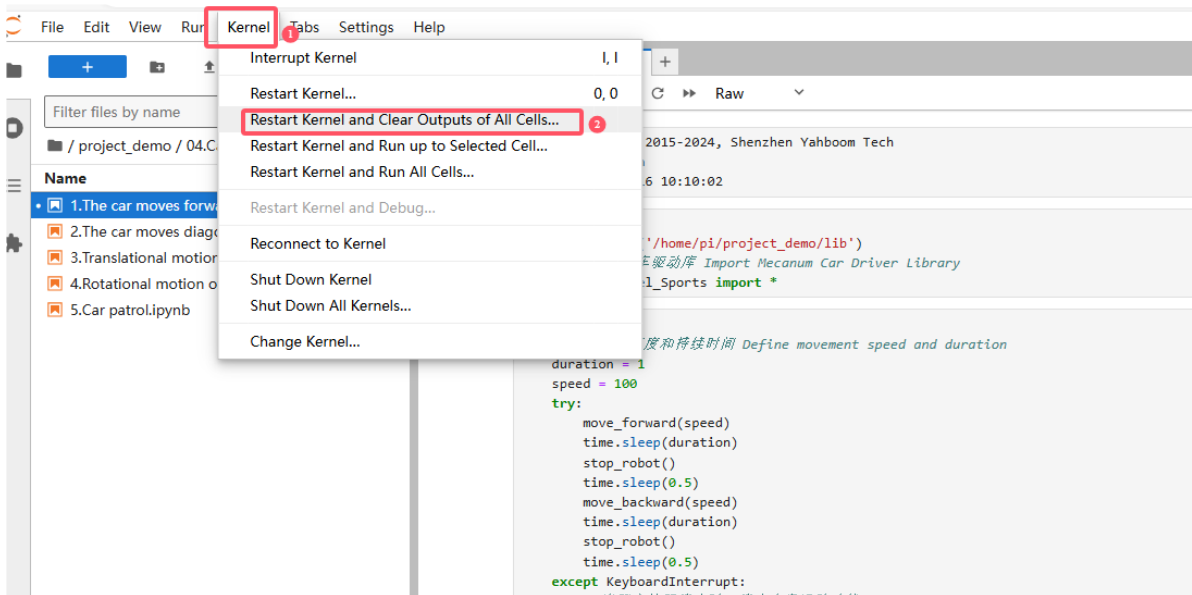 File Edit View Run Kernel Tabs Settings Help
1
Interrupt Kernel I, I
Restart Kernel... 0, 0
Restart Kernel and Clear Outputs of All Cells...
2
Restart Kernel and Run up to Selected Cell...
Restart Kernel and Run All Cells...
Restart Kernel and Debug...
Reconnect to Kernel
Shut Down Kernel
Shut Down All Kernels...
Change Kernel...
+
Filter files by name
/ project_demo / 04.
Name
1.The car moves forw
2.The car moves diag
3.Translational motion
4.Rotational motion o
5.Car patrol.ipynb
+
Raw
2015-2024, Shenzhen Yahboom Tech
6 10:10:02
'/home/pi/project_demo/lib')
车驱动库 Import Mecanum Car Driver Library
l_Sports import *
度和持续时间 Define movement speed and duration
duration = 1
speed = 100
try:
move_forward(speed)
time.sleep(duration)
stop_robot()
time.sleep(0.5)
move_backward(speed)
time.sleep(duration)
stop_robot()
time.sleep(0.5)
except KeyboardInterrupt: